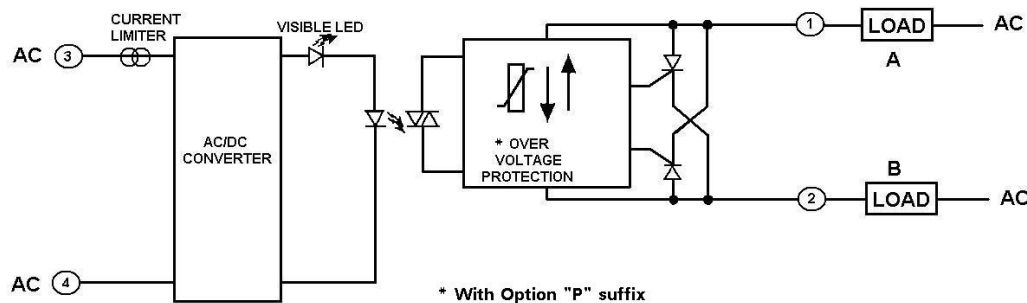 CURRENT
LIMITER
VISIBLE LED
AC 3
AC/DC
CONVERTER
* OVER
VOLTAGE
PROTECTION
1 LOAD AC
A
B
2 LOAD AC
AC 4
* With Option "P" suffix